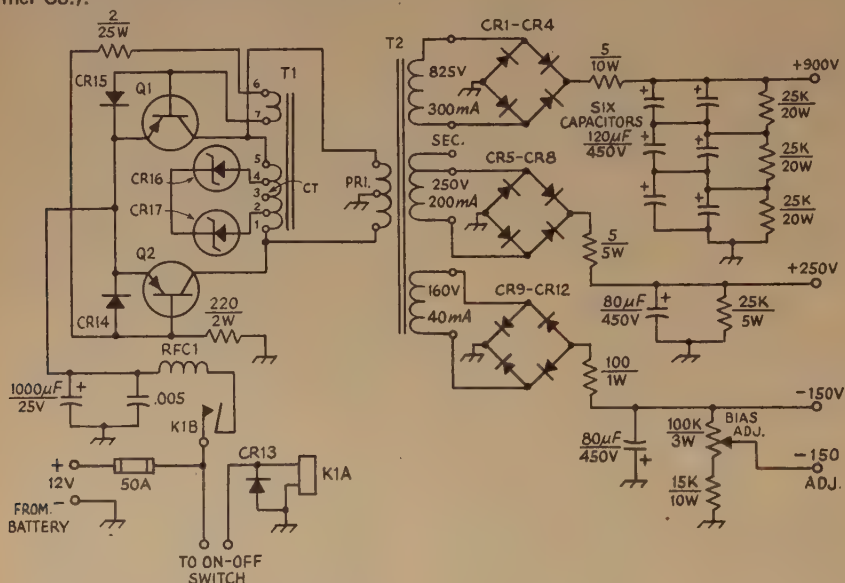 mer Co.).
2
25W
CR15
Q1
6
7
T1
5
4
3
2
1
CT
CR16
CR17
Q2
CR14
220
2W
RFC1
1000µF
25V
+
.005
K1B
+
12V
50A
FROM
BATTERY
-
CR13
K1A
TO ON-OFF
SWITCH
PRI.
T2
825V
300mA
SEC.
250V
200mA
160V
40mA
CR1-CR4
5
10W
SIX
CAPACITORS
120µF
450V
+
+
+
+
+
+
25K
20W
25K
20W
25K
20W
+900V
CR5-CR8
5
5W
80µF
450V
+
25K
5W
+250V
CR9-CR12
100
1W
80µF
450V
+
100K
3W
BIAS
ADJ.
15K
10W
-150V
-150
ADJ.